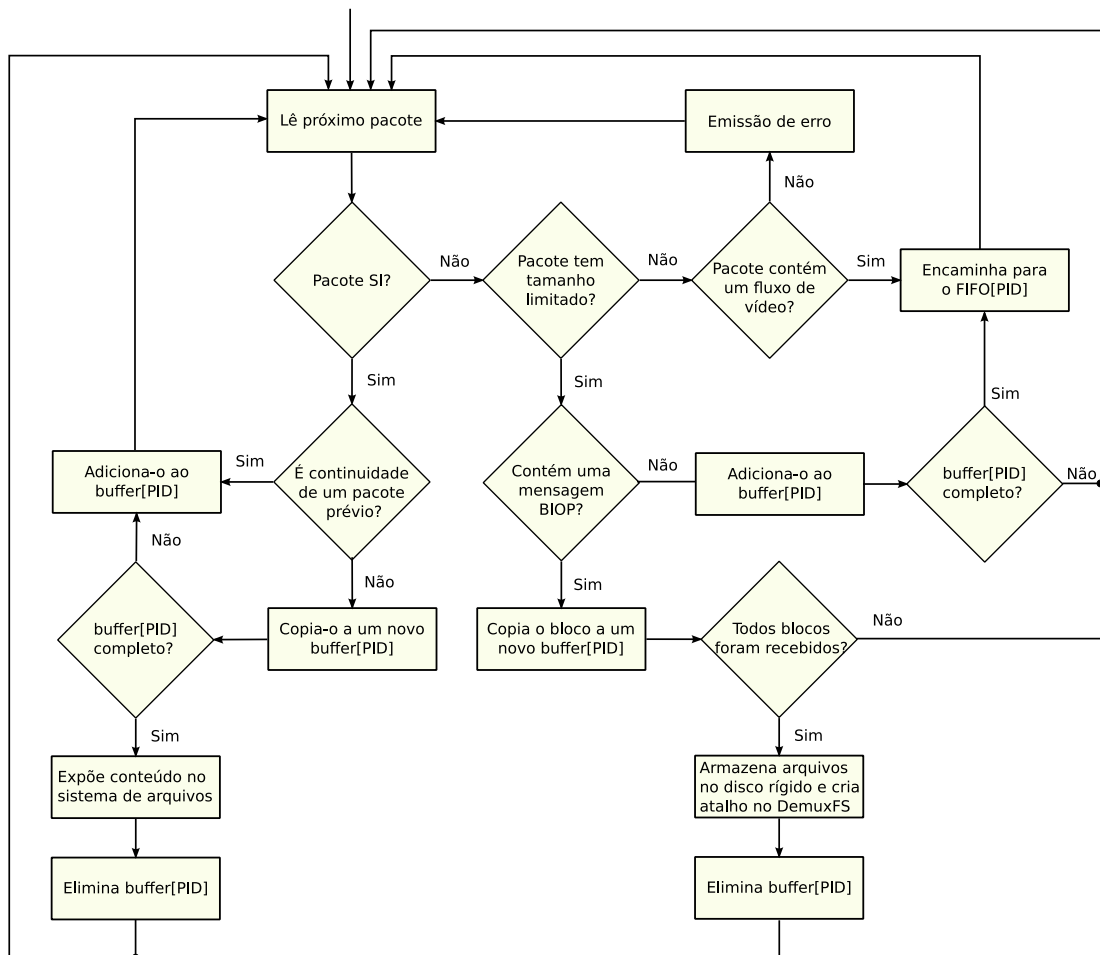 Lê próximo pacote
Emissão de erro
Não
Pacote SI?
Não
Pacote tem
tamanho
limitado?
Não
Pacote contém
um fluxo de
vídeo?
Sim
Encaminha para
o FIFO[PID]
Sim
Sim
Sim
Adiciona-o ao
buffer[PID]
Sim
É continuidade
de um pacote
prévio?
Contém uma
mensagem
BIOP?
Não
Adiciona-o ao
buffer[PID]
buffer[PID]
completo?
Não
Não
Não
Sim
buffer[PID]
completo?
Copia-o a um novo
buffer[PID]
Copia o bloco a um
novo buffer[PID]
Todos blocos
foram recebidos?
Não
Sim
Sim
Expõe conteúdo no
sistema de arquivos
Armazena arquivos
no disco rígido e cria
atalho no DemuxFS
Elimina buffer[PID]
Elimina buffer[PID]